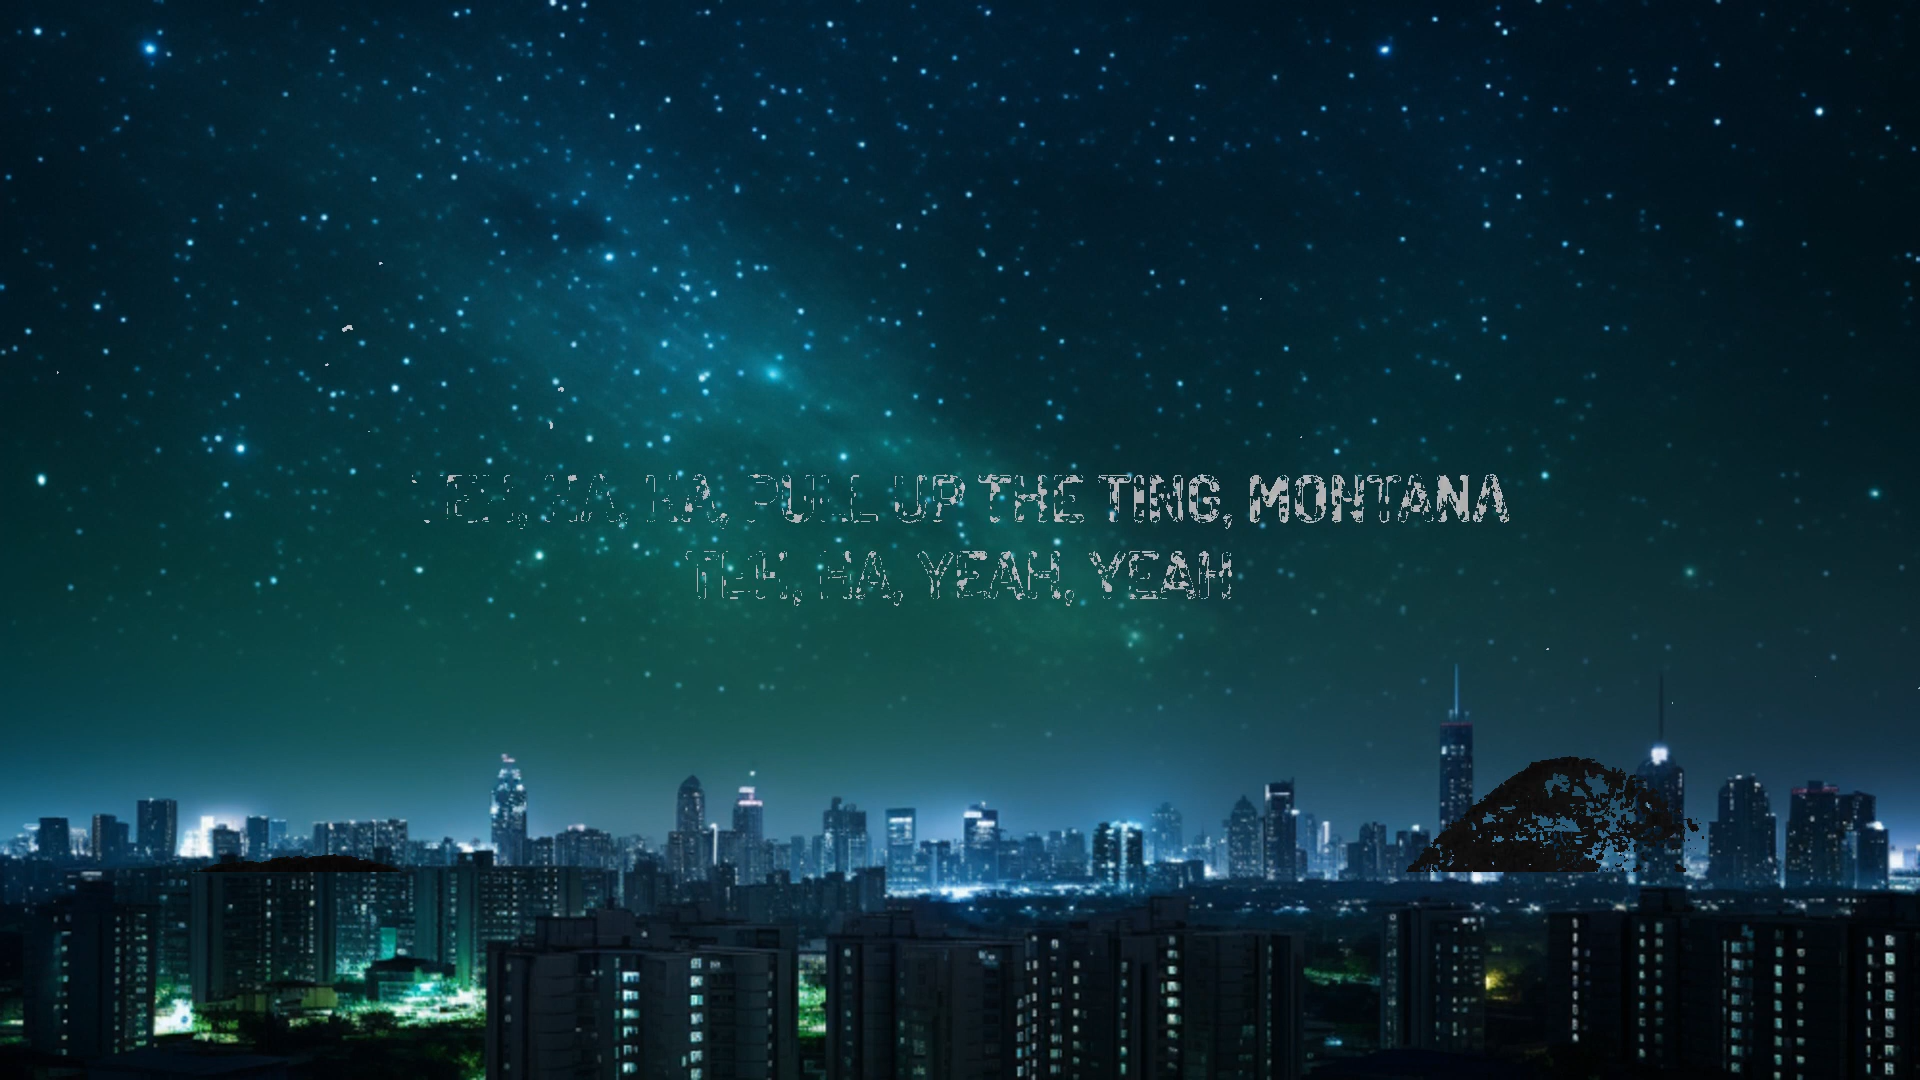 HA, HA, PULL UP THE TING, MONTANA
HA, YEAH, YEAH